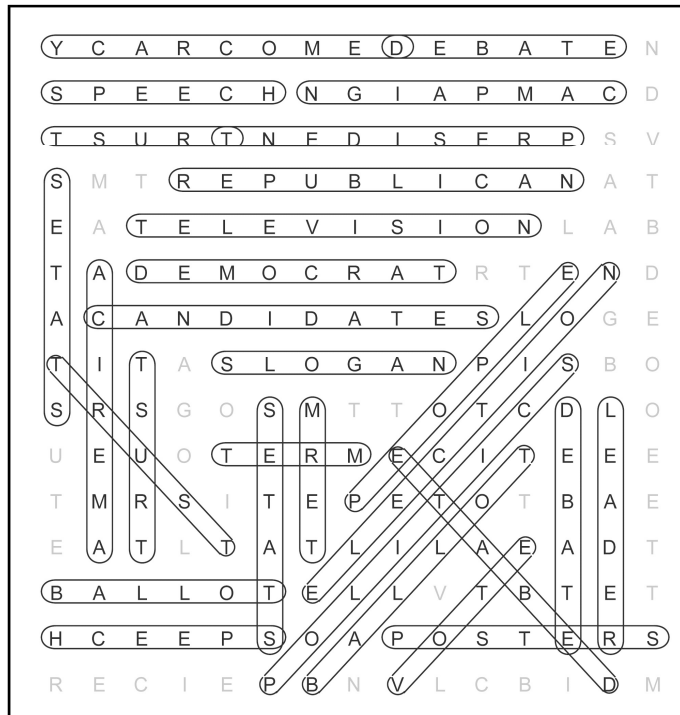 Y C A R C O M E D E B A T E N
S P E E C H N G I A P M A C D
T S U R T N E D I S E R P S V
S M T R E P U B L I C A N A T
E A T E L E V I S I O N L A B
T A D E M O C R A T R T E N D
A C A N D I D A T E S L O G E
T I T A S L O G A N P I S B O
S R S G O S M T T O T C D L O
U E U O T E R M E C I T E E E
T M R S I T E P E T O T B A E
E A T L T A T L I L A E A D T
B A L L O T E L L V T B T E T
H C E E P S O A P O S T E R S
R E C I E P B N V L C B I D M